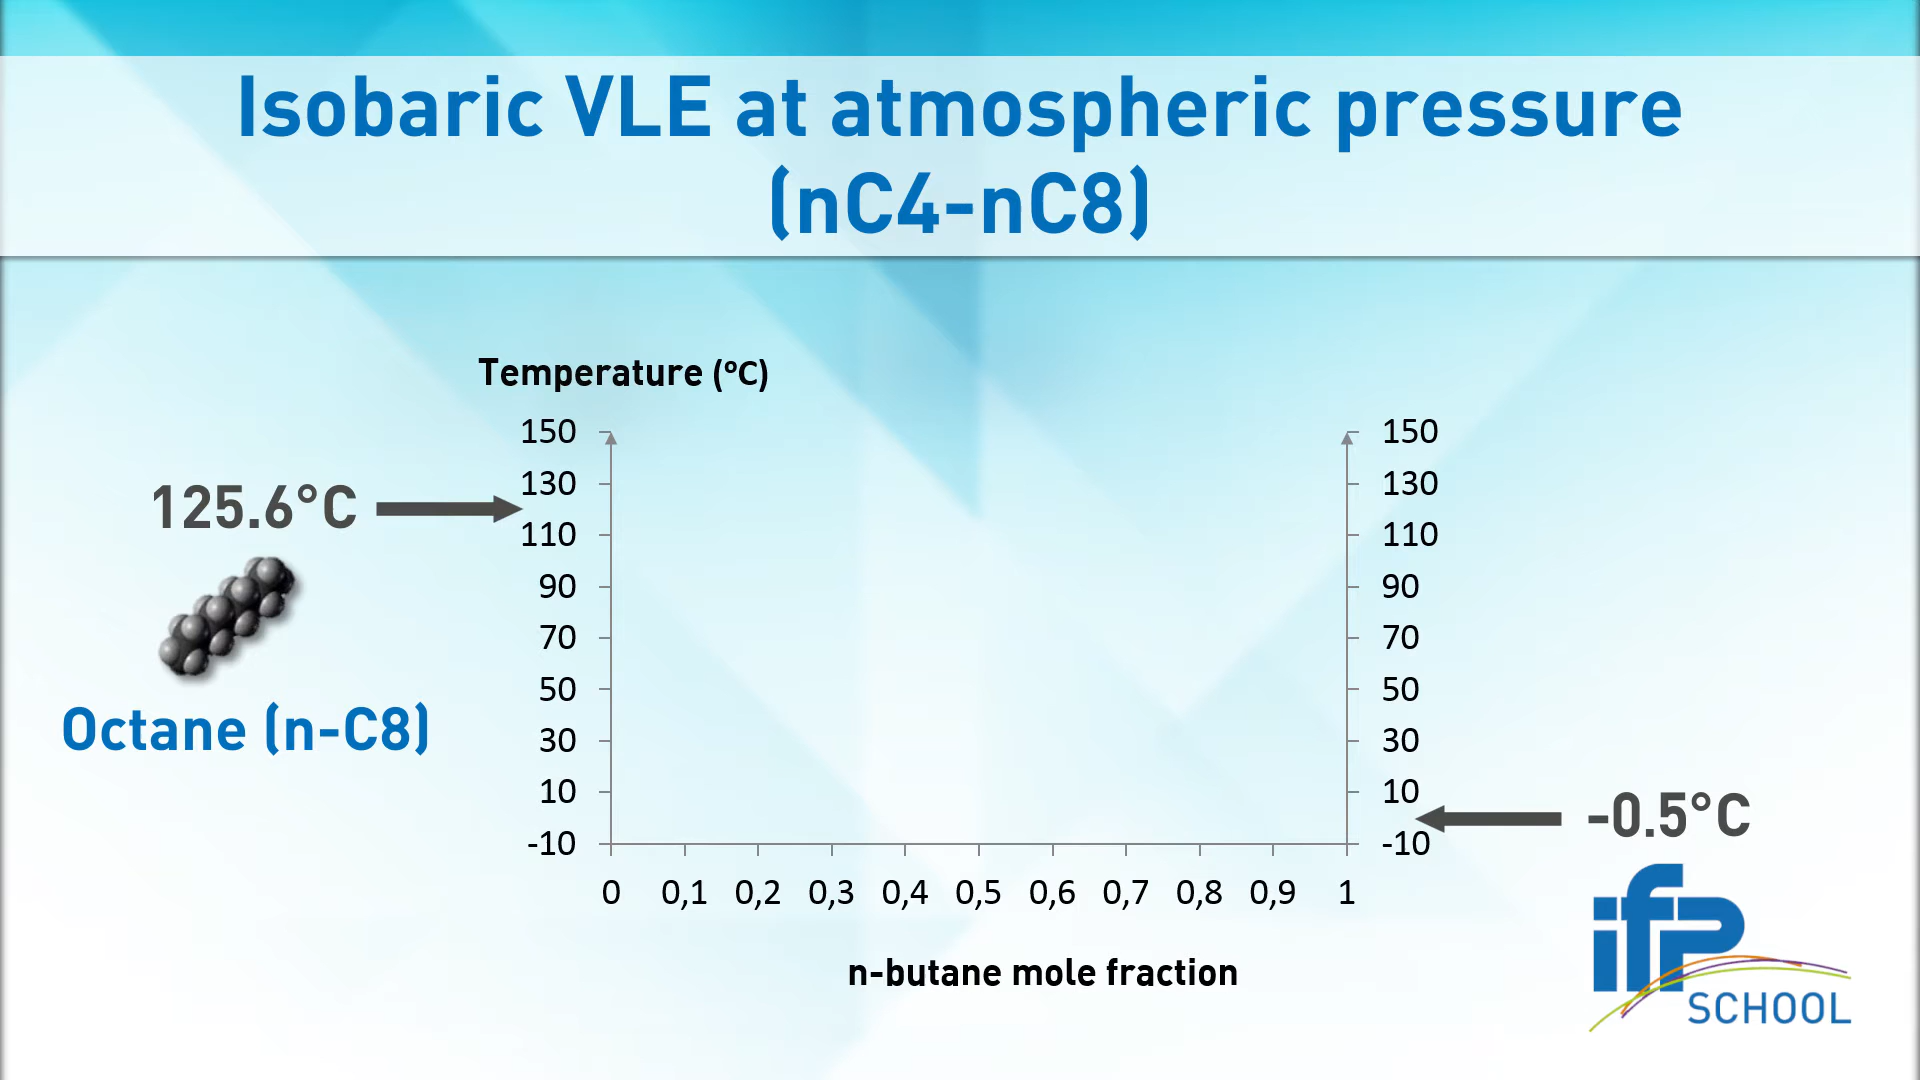 Isobaric VLE at atmospheric pressure
(nC4-nC8)
Temperature (°C)
150
130
110
90
70
50
30
10
-10
125.6°C
Octane (n-C8)
0 0,1 0,2 0,3 0,4 0,5 0,6 0,7 0,8 0,9 1
n-butane mole fraction
150
130
110
90
70
50
30
10
-10
-0.5°C
ifp
SCHOOL